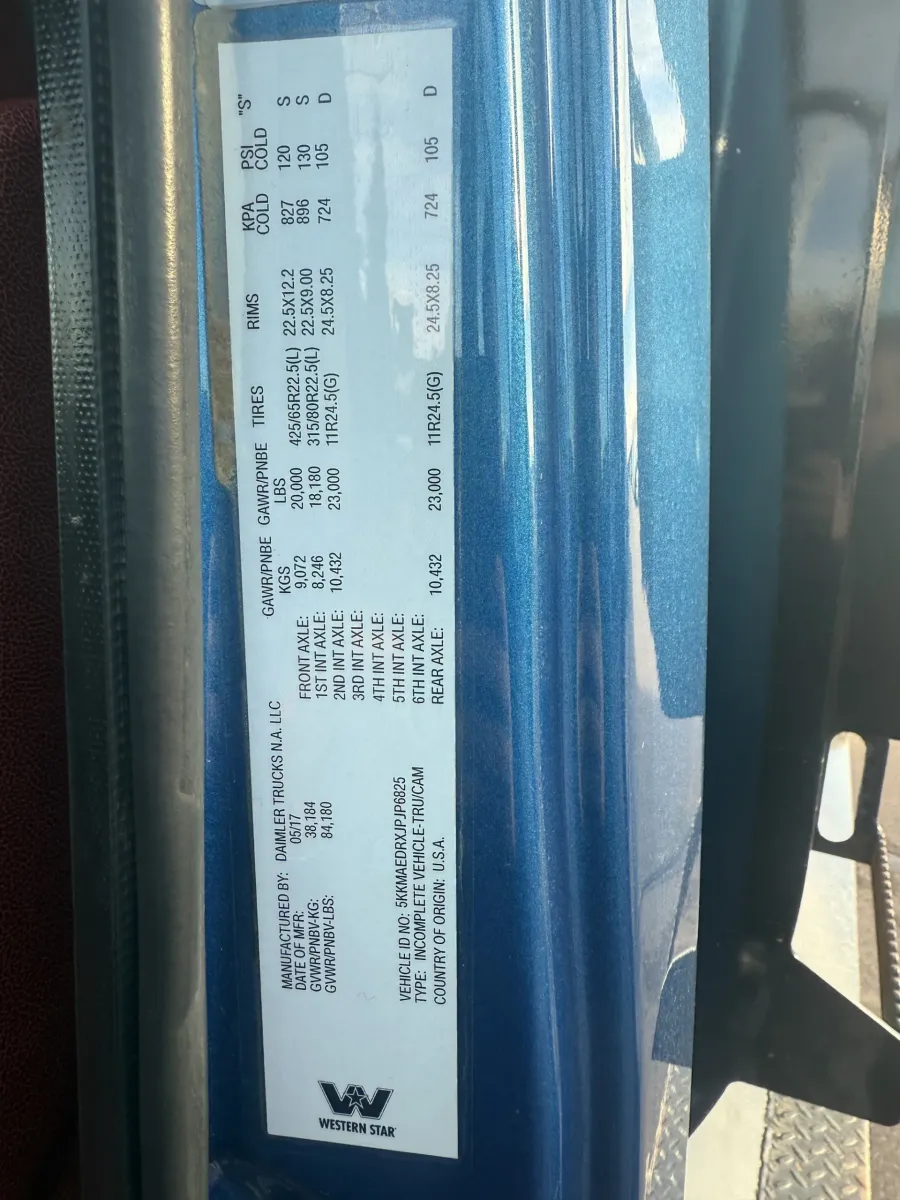 MANUFACTURED BY: DAIMLER TRUCKS N.A. LLC
DATE OF MFR: 05/17
GVWR/PNBV-KG: 38,184
GVWR/PNBV-LBS: 84,180
VEHICLE ID NO: 5KKMAEDRXJPJP6825
TYPE: INCOMPLETE VEHICLE-TRU/CAM
COUNTRY OF ORIGIN: U.S.A.
WESTERN STAR
GAWR/PNBE GAWR/PNBE TIRES RIMS KPA PSI "S"
KGS LBS COLD COLD
FRONT AXLE: 9,072 20,000 425/65R22.5(L) 22.5X12.2 827 120 S
1ST INT AXLE: 8,246 18,180 315/80R22.5(L) 22.5X9.00 896 130 S
2ND INT AXLE: 10,432 23,000 11R24.5(G) 24.5X8.25 724 105 D
3RD INT AXLE:
4TH INT AXLE:
5TH INT AXLE:
6TH INT AXLE:
REAR AXLE: 10,432 23,000 11R24.5(G) 24.5X8.25 724 105 D